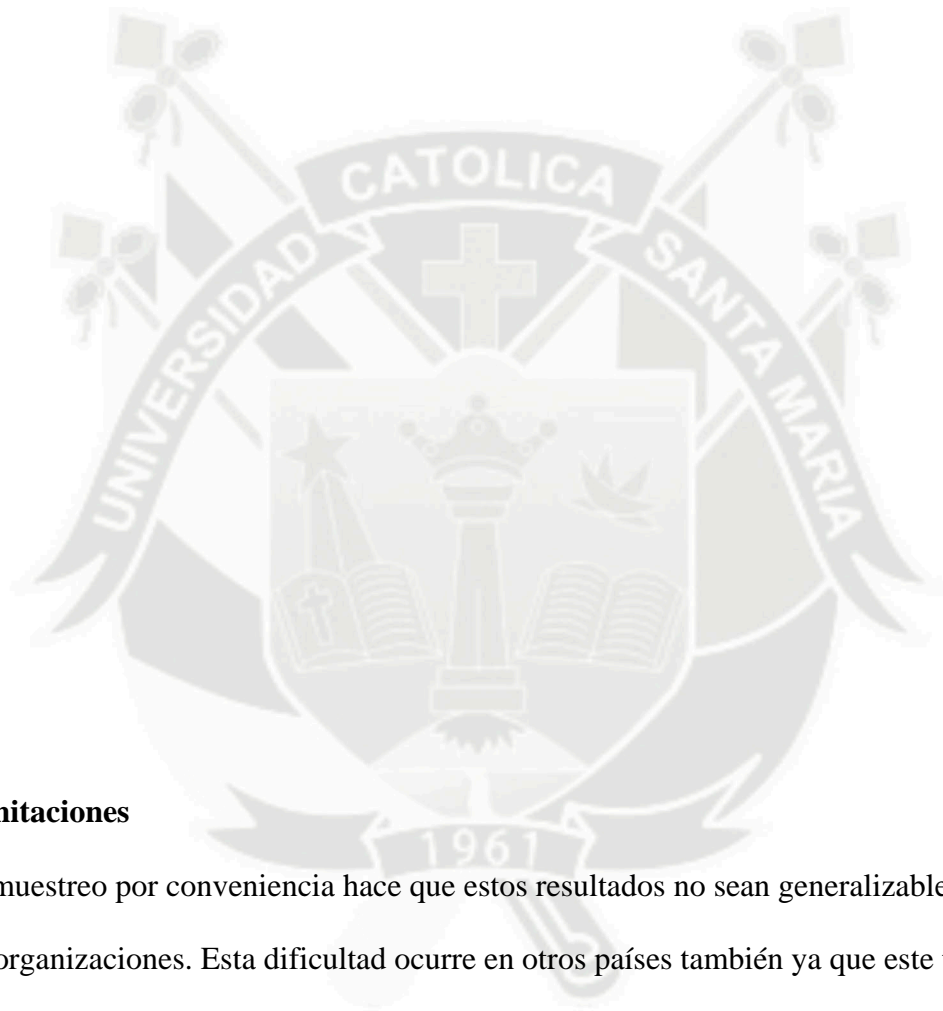 UNIVERSIDAD CATOLICA SANTA MARIA
1961
mitaciones
muestreo por conveniencia hace que estos resultados no sean generalizable
organizaciones. Esta dificultad ocurre en otros países también ya que este